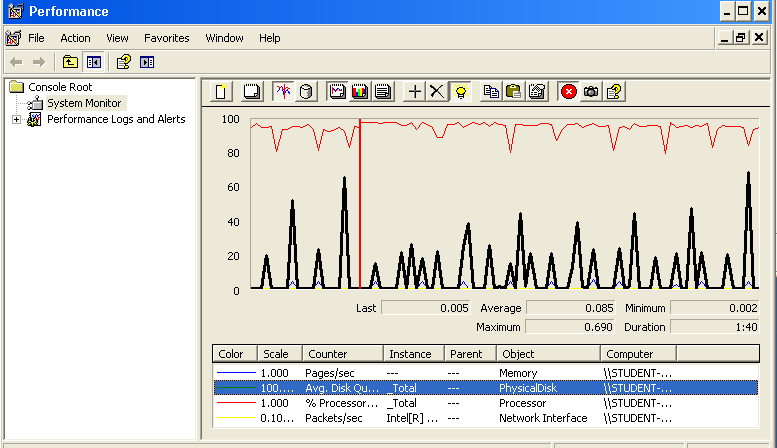 Performance
File Action View Favorites Window Help
Console Root
System Monitor
Performance Logs and Alerts
100
80
60
40
20
0
Last 0.005 Average 0.085 Minimum 0.002
Maximum 0.690 Duration 1:40
Color Scale Counter Instance Parent Object Computer
1.000 Pages/sec --- --- Memory \\STUDENT-...
100.... Avg. Disk Qu... _Total --- PhysicalDisk \\STUDENT-...
1.000 % Processor... _Total --- Processor \\STUDENT-...
0.10... Packets/sec Intel[R] ... --- Network Interface \\STUDENT-...